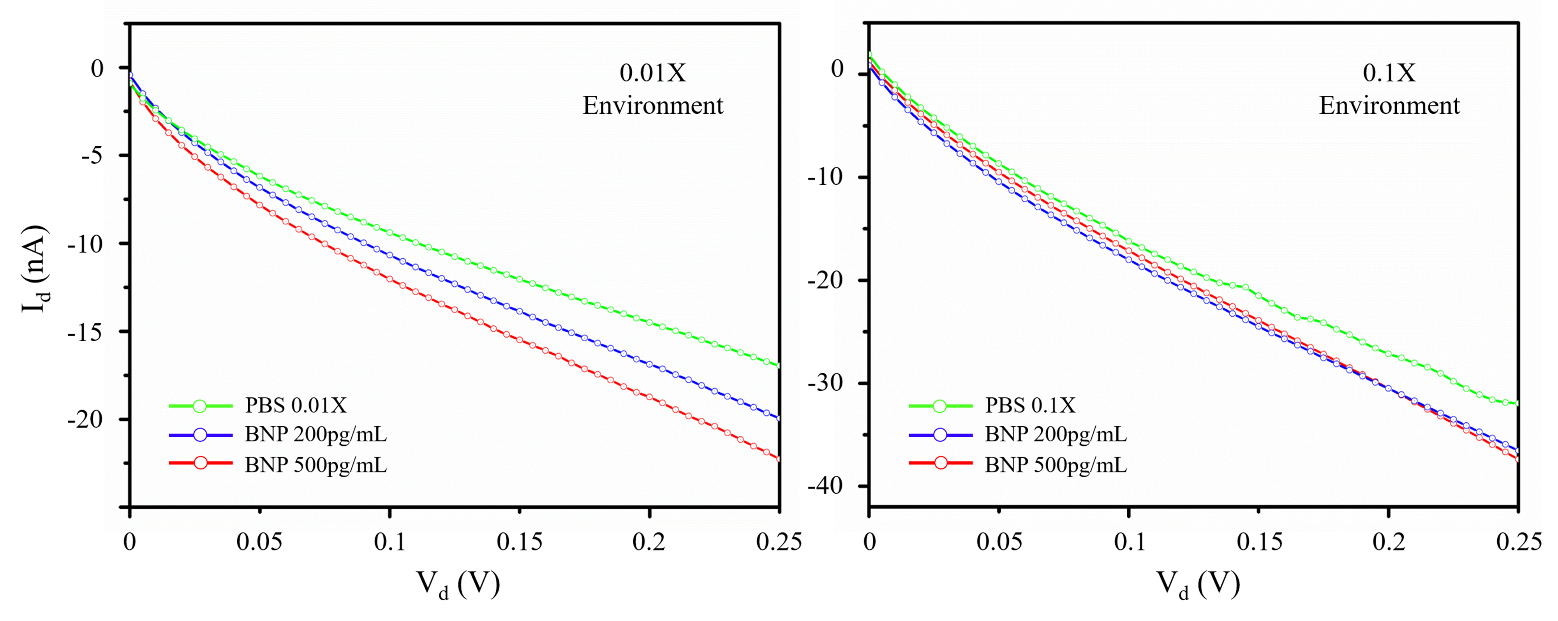 0.01X
Environment
0
-5
-10
-15
-20
I_d (nA)
PBS 0.01X
BNP 200pg/mL
BNP 500pg/mL
0 0.05 0.1 0.15 0.2 0.25
V_d (V)
0.1X
Environment
0
-10
-20
-30
-40
PBS 0.1X
BNP 200pg/mL
BNP 500pg/mL
0 0.05 0.1 0.15 0.2 0.25
V_d (V)